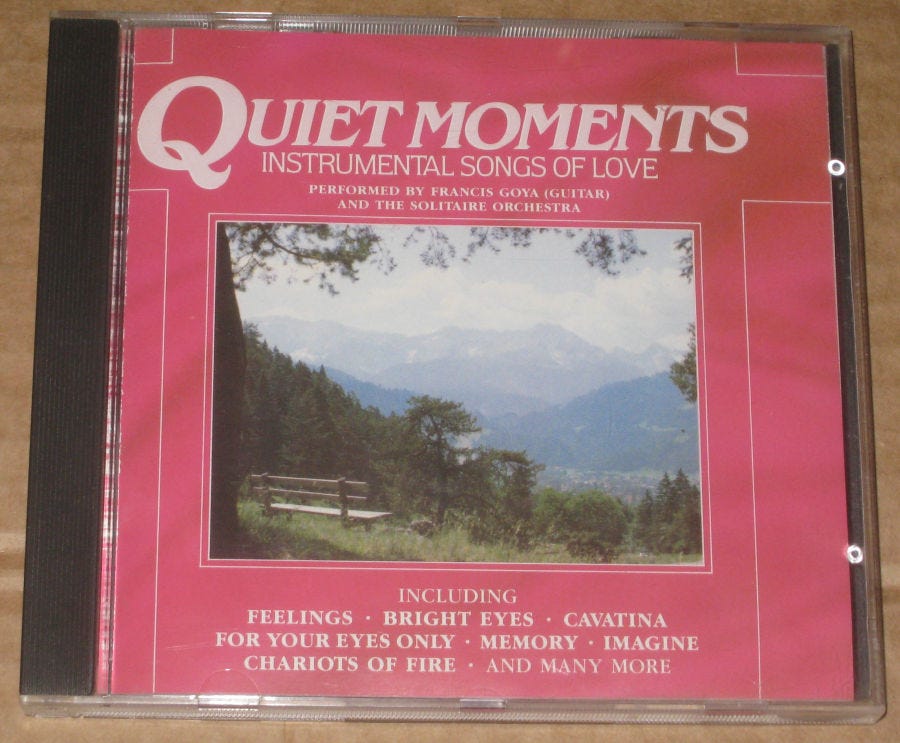 QUIET MOMENTS
INSTRUMENTAL SONGS OF LOVE
PERFORMED BY FRANCIS GOYA (GUITAR)
AND THE SOLITAIRE ORCHESTRA
INCLUDING
FEELINGS · BRIGHT EYES · CAVATINA
FOR YOUR EYES ONLY · MEMORY · IMAGINE
CHARIOTS OF FIRE · AND MANY MORE